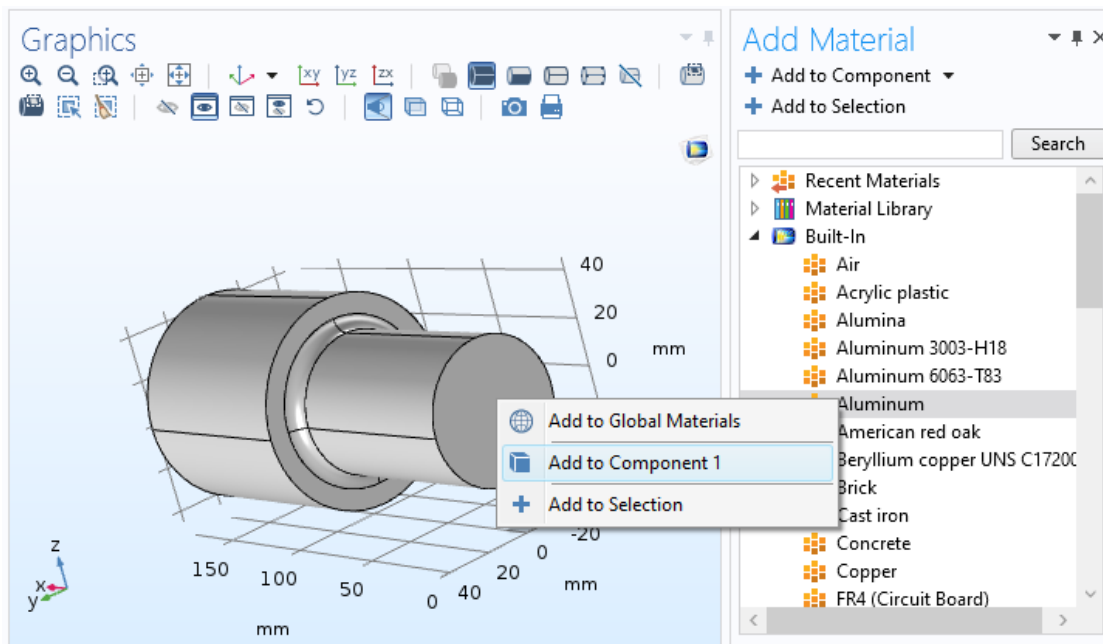 Graphics
xy yz zx
40
20
0
mm
-20
0
20
40
mm
150
100
50
0
mm
z
x
y
Add to Global Materials
Add to Component 1
Add to Selection
Add Material
Add to Component
Add to Selection
Search
Recent Materials
Material Library
Built-In
Air
Acrylic plastic
Alumina
Aluminum 3003-H18
Aluminum 6063-T83
Aluminum
American red oak
Beryllium copper UNS C17200
Brick
Cast iron
Concrete
Copper
FR4 (Circuit Board)